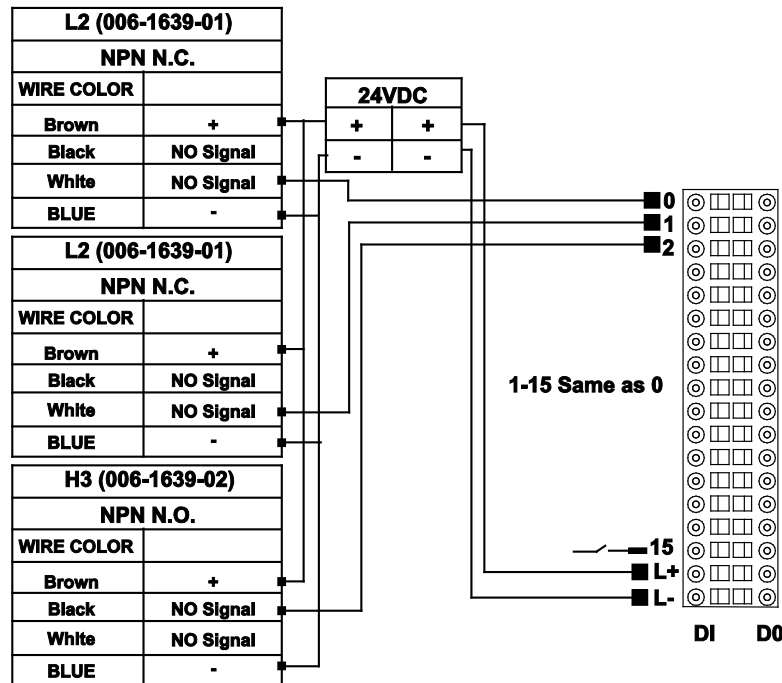 L2 (006-1639-01)
NPN N.C.
WIRE COLOR
Brown +
Black NO Signal
White NO Signal
BLUE -
L2 (006-1639-01)
NPN N.C.
WIRE COLOR
Brown +
Black NO Signal
White NO Signal
BLUE -
H3 (006-1639-02)
NPN N.O.
WIRE COLOR
Brown +
Black NO Signal
White NO Signal
BLUE -
24VDC
+ +
- -
0
1
2
1-15 Same as 0
15
L+
L-
DI DO